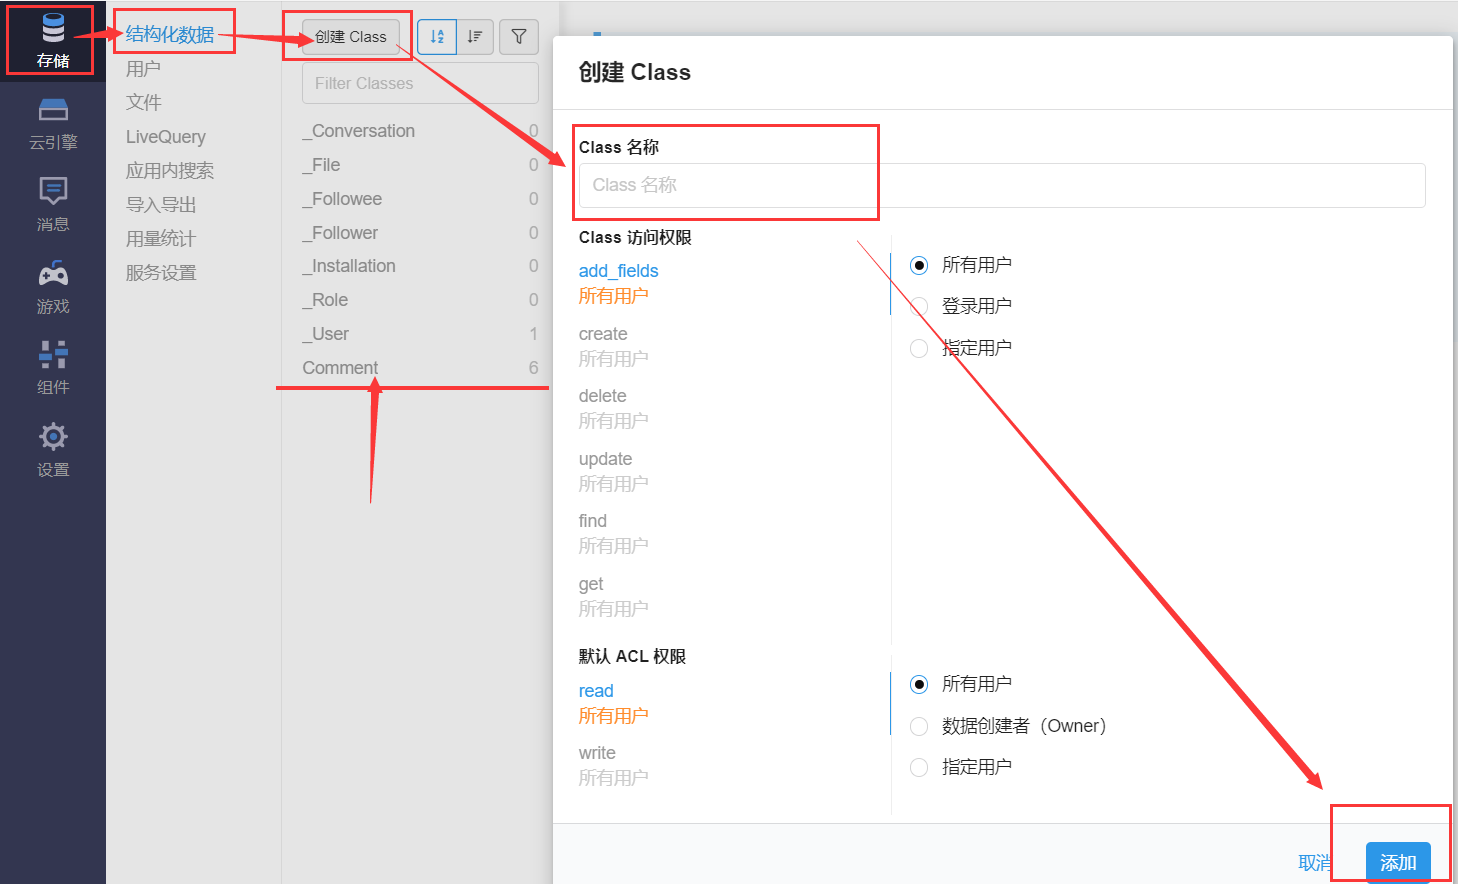 存储
云引擎
消息
游戏
组件
设置
结构化数据
用户
文件
LiveQuery
应用内搜索
导入导出
用量统计
服务设置
创建 Class
Filter Classes
_Conversation 0
_File 0
_Followee 0
_Follower 0
_Installation 0
_Role 0
_User 1
Comment 6
创建 Class
Class 名称
Class 名称
Class 访问权限
add_fields
所有用户
create
所有用户
delete
所有用户
update
所有用户
find
所有用户
get
所有用户
所有用户
登录用户
指定用户
默认 ACL 权限
read
所有用户
write
所有用户
所有用户
数据创建者（Owner）
指定用户
取消
添加